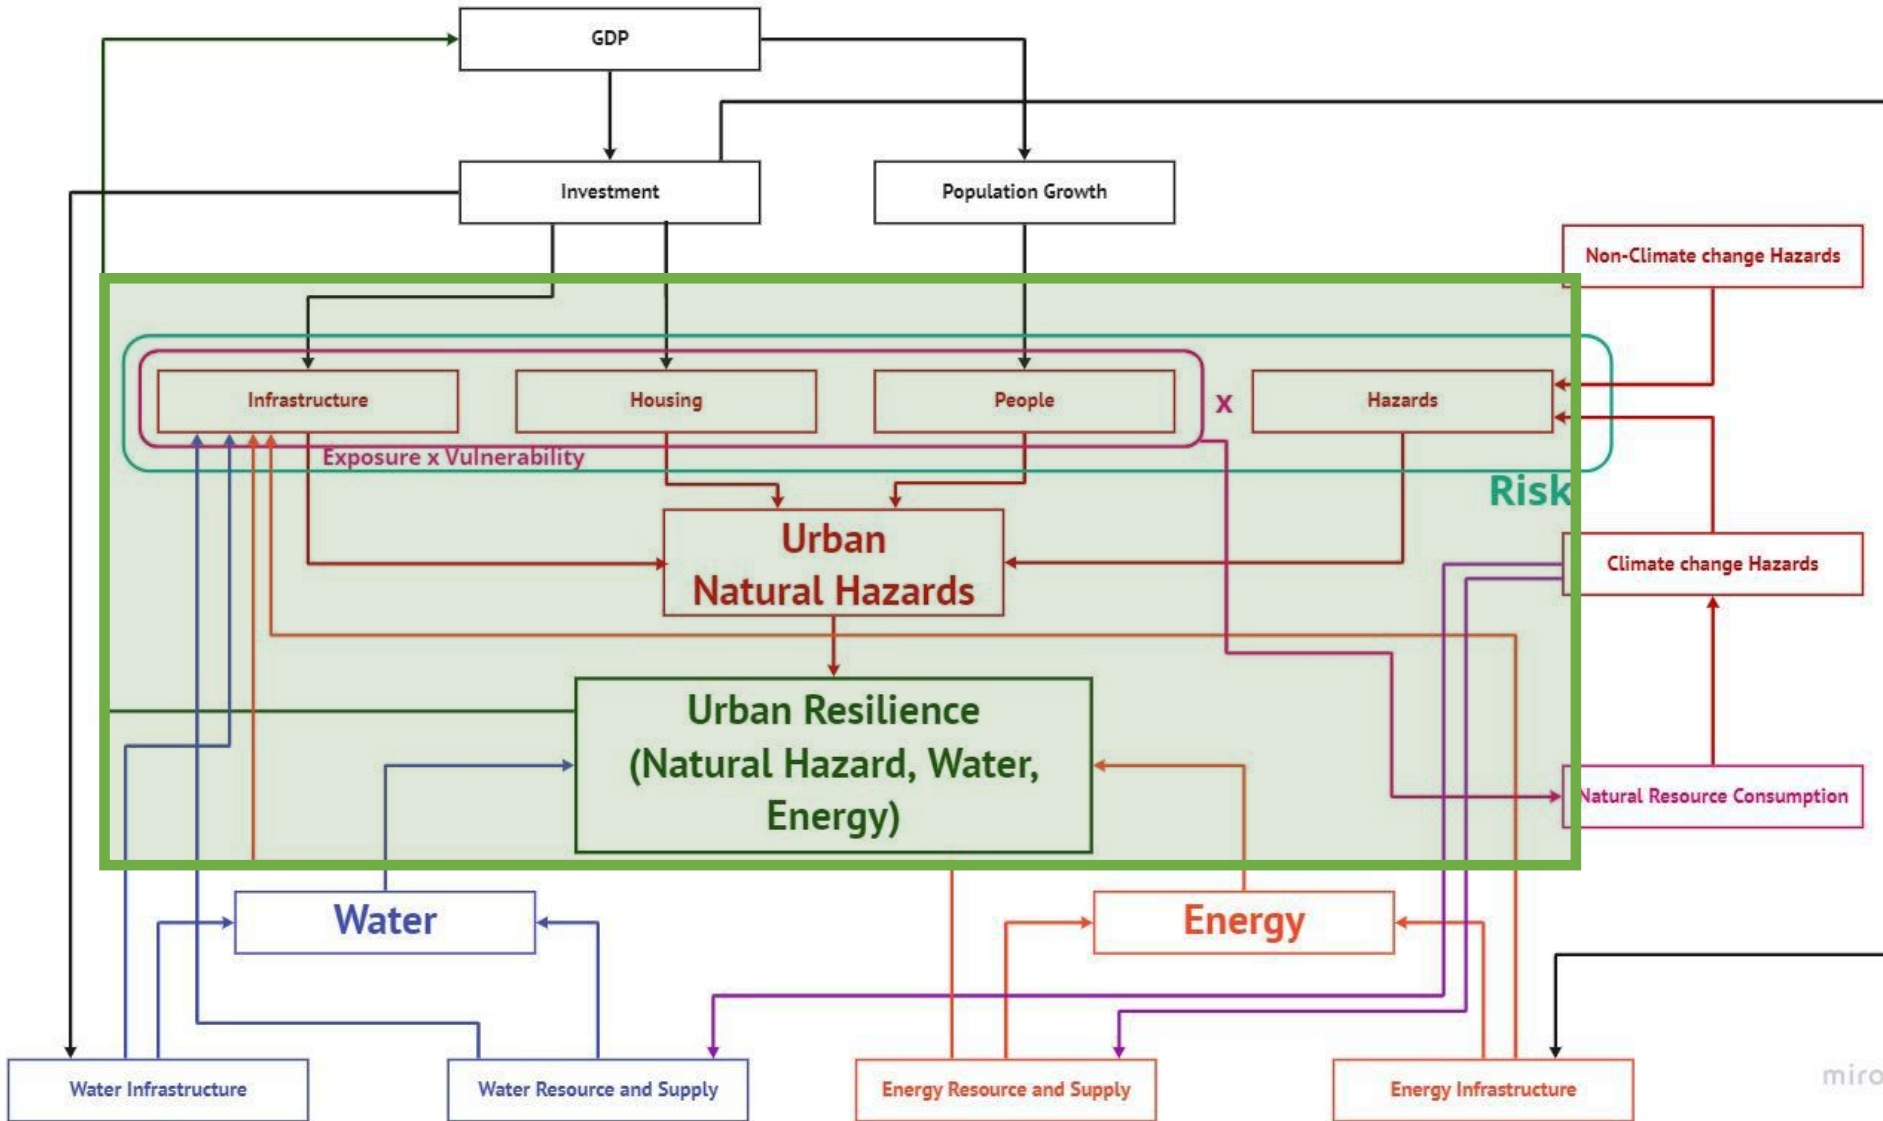 GDP
Investment
Population Growth
Non-Climate change Hazards
Infrastructure
Housing
People
x
Hazards
Exposure x Vulnerability
Risk
Urban
Natural Hazards
Climate change Hazards
Urban Resilience
(Natural Hazard, Water,
Energy)
Natural Resource Consumption
Water
Energy
Water Infrastructure
Water Resource and Supply
Energy Resource and Supply
Energy Infrastructure
miro